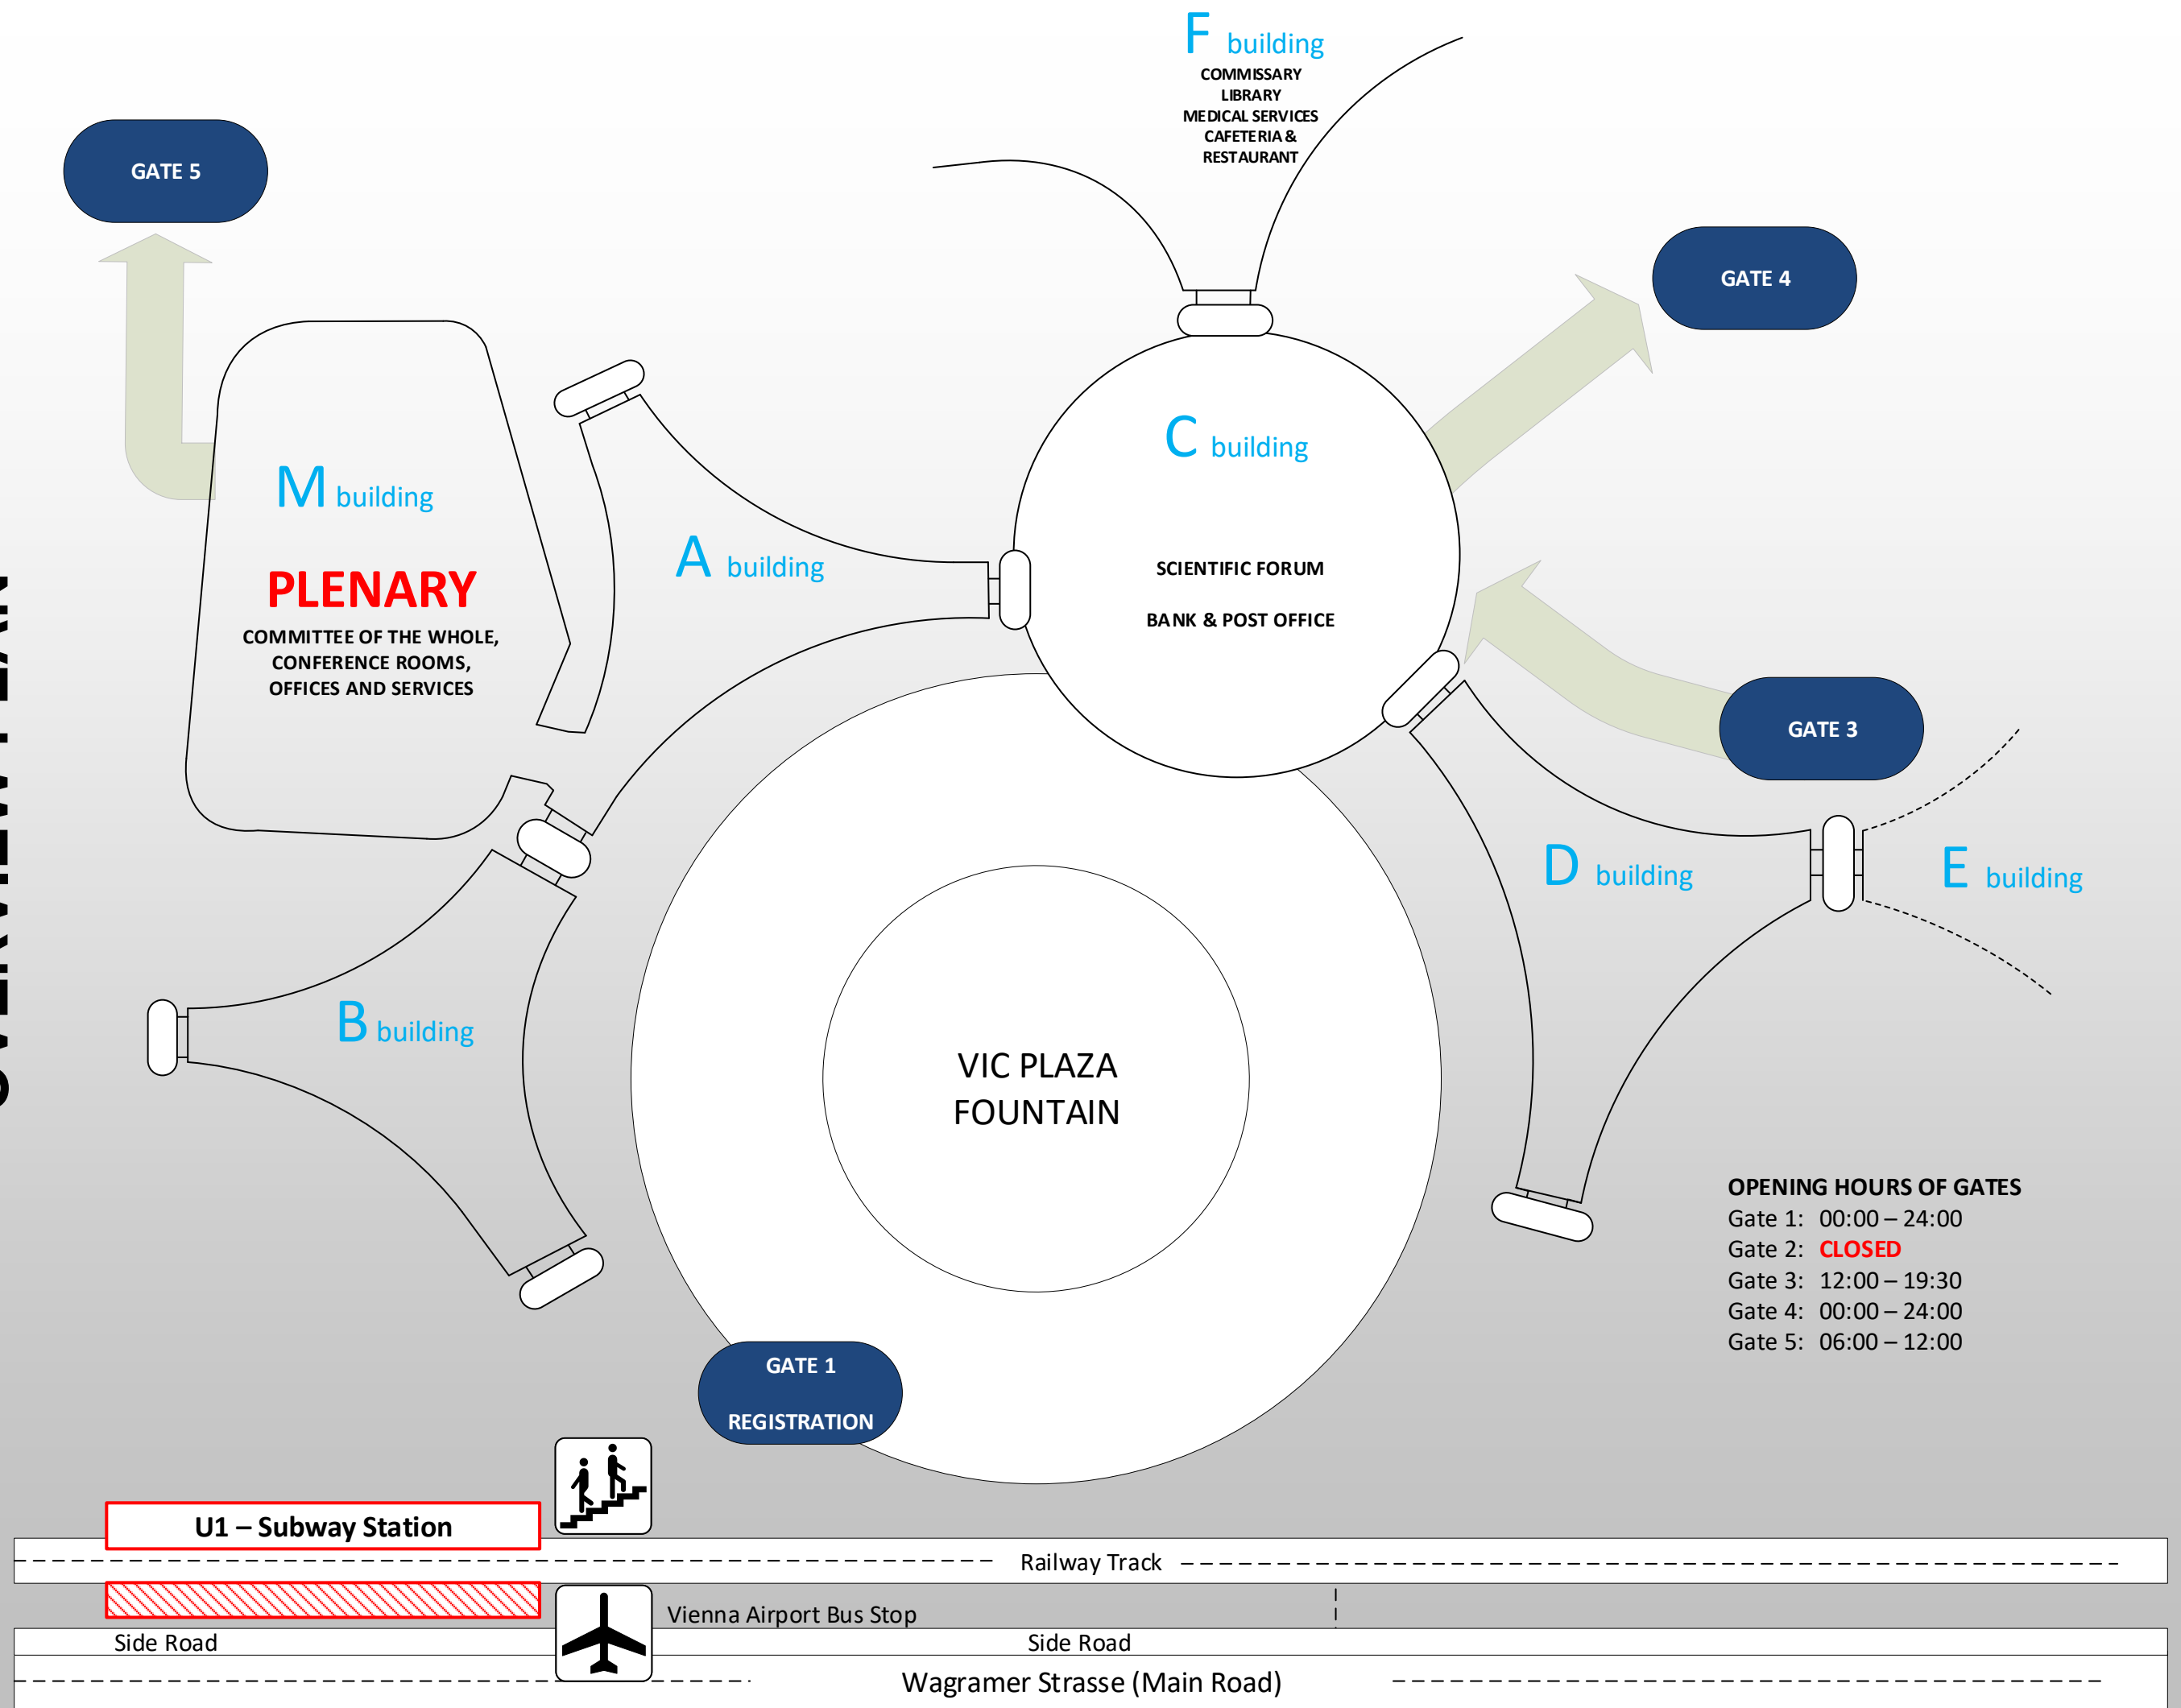 F building
COMMISSARY
LIBRARY
MEDICAL SERVICES
CAFETERIA &
RESTAURANT
GATE 5
GATE 4
C building
SCIENTIFIC FORUM
BANK & POST OFFICE
M building
PLENARY
COMMITTEE OF THE WHOLE,
CONFERENCE ROOMS,
OFFICES AND SERVICES
A building
GATE 3
D building
E building
B building
VIC PLAZA
FOUNTAIN
OPENING HOURS OF GATES
Gate 1: 00:00 – 24:00
Gate 2: CLOSED
Gate 3: 12:00 – 19:30
Gate 4: 00:00 – 24:00
Gate 5: 06:00 – 12:00
GATE 1
REGISTRATION
U1 – Subway Station
Railway Track
Vienna Airport Bus Stop
Side Road
Side Road
Wagramer Strasse (Main Road)